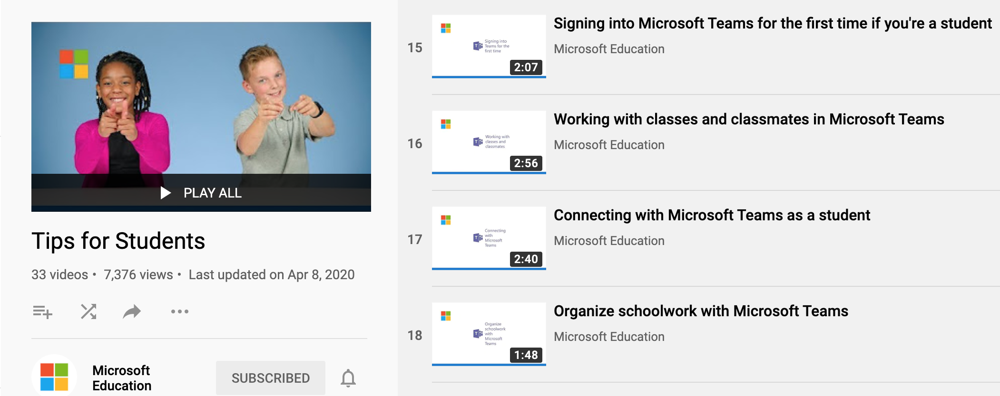 PLAY ALL
Tips for Students
33 videos • 7,376 views • Last updated on Apr 8, 2020
Microsoft
Education
SUBSCRIBED
15
Signing into
Teams for the
first time
2:07
Signing into Microsoft Teams for the first time if you're a student
Microsoft Education
16
Working with
classes and
classmates
2:56
Working with classes and classmates in Microsoft Teams
Microsoft Education
17
Connecting
with
Microsoft
Teams
2:40
Connecting with Microsoft Teams as a student
Microsoft Education
18
Organize
schoolwork
with
Microsoft
Teams
1:48
Organize schoolwork with Microsoft Teams
Microsoft Education